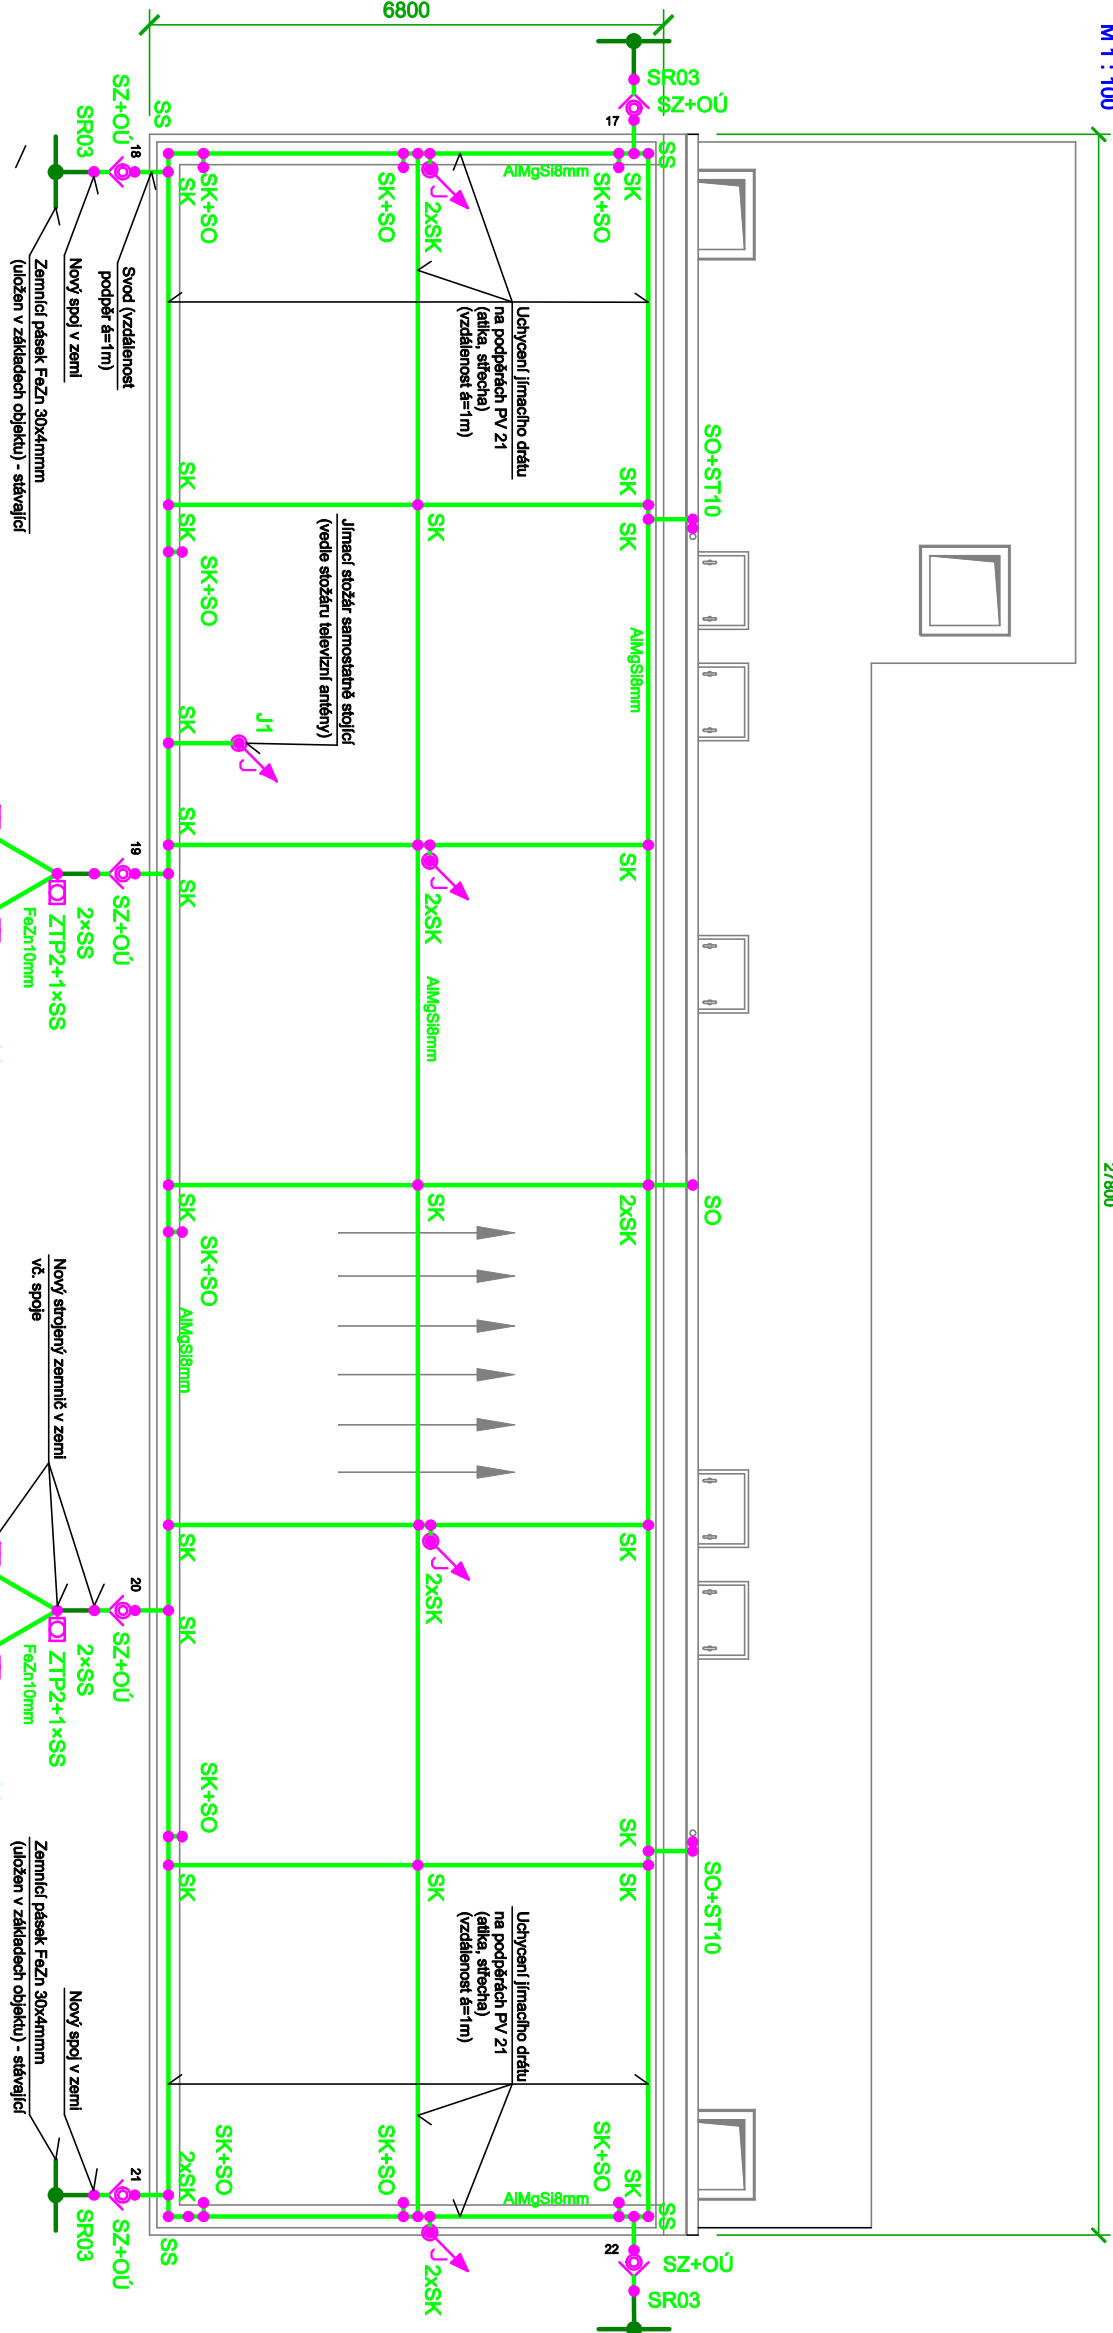 M 1 : 100
27800
6800
SR03
SZ+OÚ
17
SS
SK
SK+SO
AlMgSi8mm
SK+SO
J
2xSK
SK+SO
SK
SS
18
SZ+OÚ
SR03
Uchycení jímacího drátu
na podpěrách PV 21
(atika, střecha)
(vzdálenost á=1m)
Svod (vzdálenost
podpěr á=1m)
Nový spoj v zemi
Zemnící pásek FeZn 30x4mmm
(uložen v základech objektu) - stávající
SO+ST10
SK
SK
SK
SK
SK
SK+SO
Jímací stožár samostatně stojící
(vedle stožáru televizní antény)
AlMgSi8mm
SK
J1
J
SK
SK
SK
J
2xSK
19
SZ+OÚ
2×SS
ZTP2+1×SS
FeZn10mm
AlMgSi8mm
SO
2xSK
SK
SK
SK+SO
AlMgSi8mm
Nový strojený zemnič v zemi
vč. spoje
SK
J
2xSK
SK
SK
20
SZ+OÚ
2×SS
ZTP2+1×SS
FeZn10mm
SK+SO
SK
SK
SK
SK
SO+ST10
Uchycení jímacího drátu
na podpěrách PV 21
(atika, střecha)
(vzdálenost á=1m)
Nový spoj v zemi
Zemnící pásek FeZn 30x4mmm
(uložen v základech objektu) - stávající
SK+SO
SK
SK+SO
SK+SO
2xSK
AlMgSi8mm
SS
J
2xSK
SS
21
SZ+OÚ
SR03
22
SZ+OÚ
SR03